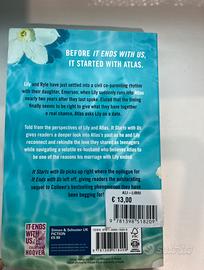 BEFORE IT ENDS WITH US,
IT STARTED WITH ATLAS.
Lily and Ryle have just settled into a civil co-parenting rhythm
with their daughter, Emerson, when Lily suddenly runs into
nearly two years after they last spoke. Elated that the timing
finally seems to be right to give what they have together
a real chance, Atlas asks Lily on a date.
Told from the perspectives of Lily and Atlas, It Starts with Us
gives readers a deeper look into Atlas's past as he and Lily
reconnect and rekindle the love they shared as teenagers
while navigating a volatile ex-husband who believes Atlas to
be one of the reasons his marriage with Lily ended.
It Starts with Us picks up right where the epilogue for
It Ends with Us left off, giving readers the outstanding
sequel to Hoover's bestselling phenomenon they have
been begging for!
€ 13,00
IT ENDS
WITH US
HOOVER
Simon & Schuster UK
FICTION
£8.99